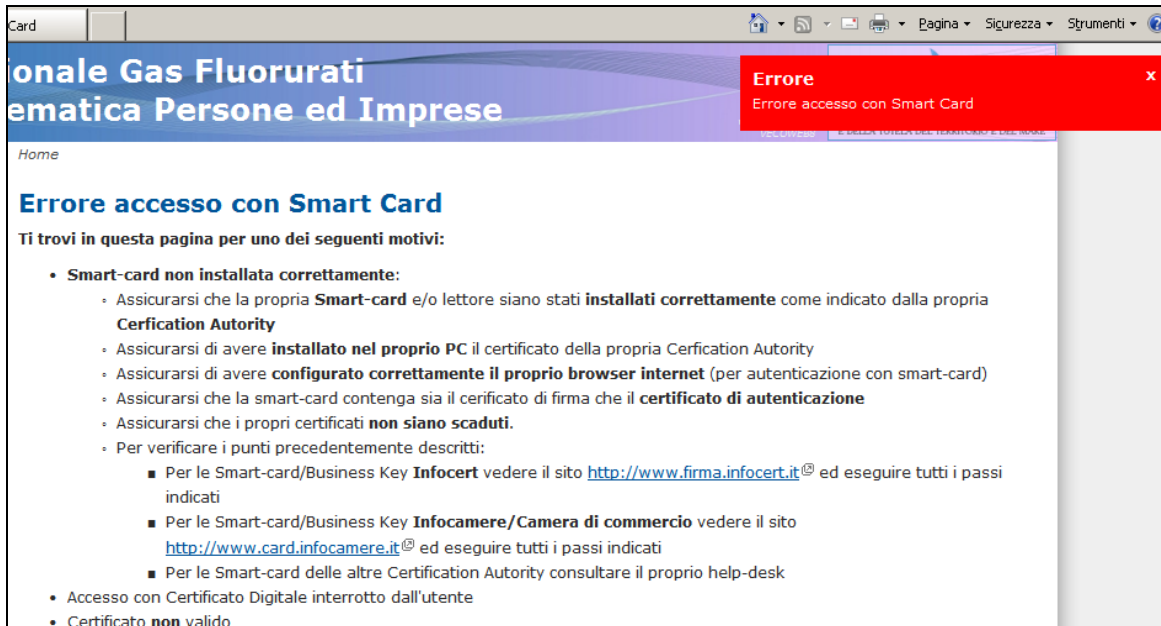 Card
Pagina Sicurezza Strumenti
ionale Gas Fluorurati
ematica Persone ed Imprese
Errore x
Errore accesso con Smart Card
E DELLA TUTELA DEL TERRITORIO E DEL MARE
Home
Errore accesso con Smart Card
Ti trovi in questa pagina per uno dei seguenti motivi:
• Smart-card non installata correttamente:
◦ Assicurarsi che la propria Smart-card e/o lettore siano stati installati correttamente come indicato dalla propria
Cerfication Autority
◦ Assicurarsi di avere installato nel proprio PC il certificato della propria Cerfication Autority
◦ Assicurarsi di avere configurato correttamente il proprio browser internet (per autenticazione con smart-card)
◦ Assicurarsi che la smart-card contenga sia il cerificato di firma che il certificato di autenticazione
◦ Assicurarsi che i propri certificati non siano scaduti.
◦ Per verificare i punti precedentemente descritti:
▪ Per le Smart-card/Business Key Infocert vedere il sito http://www.firma.infocert.it ed eseguire tutti i passi
indicati
▪ Per le Smart-card/Business Key Infocamere/Camera di commercio vedere il sito
http://www.card.infocamere.it ed eseguire tutti i passi indicati
▪ Per le Smart-card delle altre Certification Autority consultare il proprio help-desk
• Accesso con Certificato Digitale interrotto dall'utente
• Certificato non valido